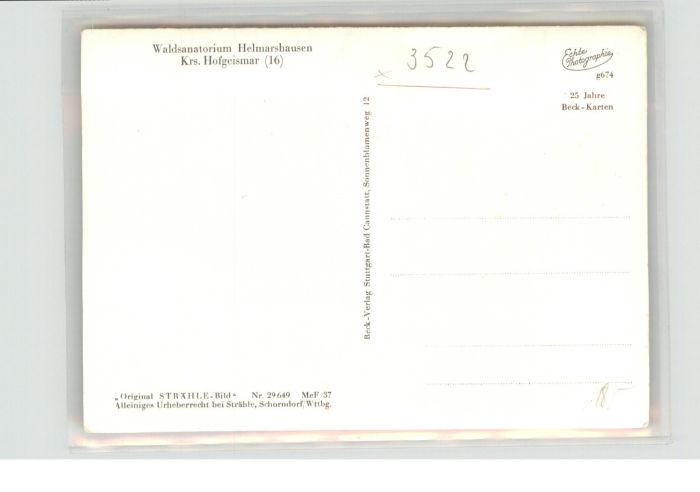 Waldsanatorium Helmarshausen
Krs. Hofgeismar (16)
3522
Echte
Photographie
g674
25 Jahre
Beck-Karten
Beck-Verlag Stuttgart-Bad Cannstatt, Sonnenblumenweg 12
„Original STRÄHLE-Bild“ Nr. 29649 MeF 37
Alleiniges Urheberrecht bei Strähle, Schorndorf/Wttbg.
18.-